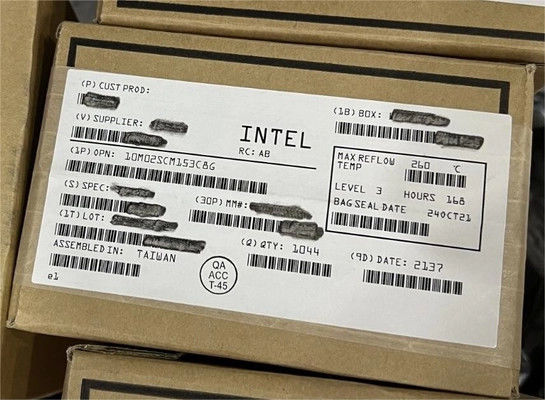 (P) CUST PROD:
(V) SUPPLIER:
INTEL
RC: AB
(1B) BOX:
(1P) OPN: 10M02SCM153C8G
MAX REFLOW TEMP 260 °C
LEVEL 3 HOURS 168
BAG SEAL DATE 24OCT21
(S) SPEC:
(30P) MM#:
(1T) LOT:
(Q) QTY: 1044
(9D) DATE: 2137
ASSEMBLED IN: TAIWAN
QA
ACC
T-45
e1